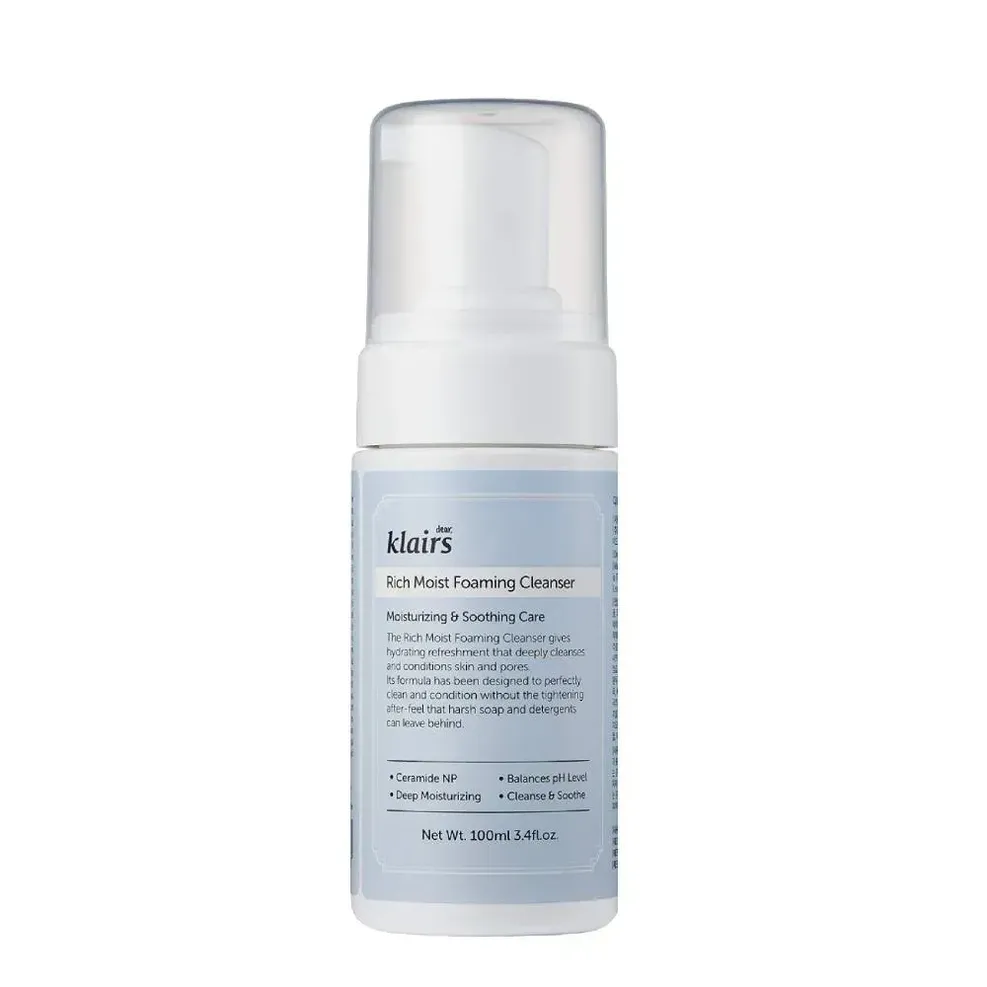 dear,
klairs
Rich Moist Foaming Cleanser
Moisturizing & Soothing Care
The Rich Moist Foaming Cleanser gives
hydrating refreshment that deeply cleanses
and conditions skin and pores.
Its formula has been designed to perfectly
clean and condition without the tightening
after-feel that harsh soap and detergents
can leave behind.
• Ceramide NP • Balances pH Level
• Deep Moisturizing • Cleanse & Soothe
Net Wt. 100ml 3.4fl.oz.